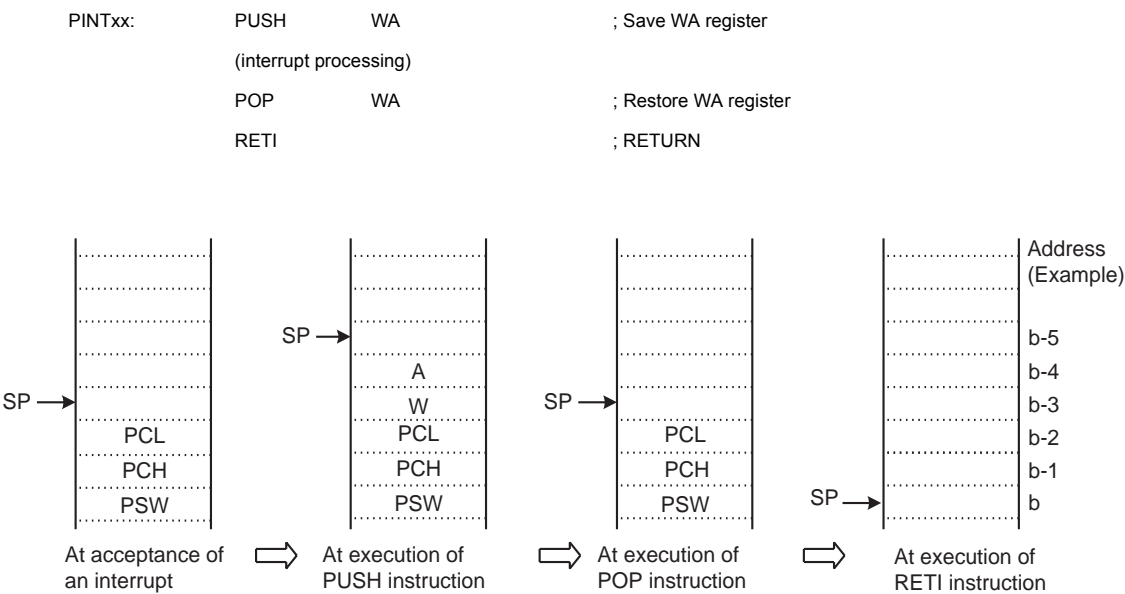 PINTxx: PUSH WA ; Save WA register
(interrupt processing)
POP WA ; Restore WA register
RETI ; RETURN
Address
(Example)
SP
b-5
A
b-4
SP
W
SP
b-3
PCL
PCL
PCL
b-2
PCH
PCH
PCH
b-1
PSW
PSW
PSW
SP
b
At acceptance of
an interrupt
At execution of
PUSH instruction
At execution of
POP instruction
At execution of
RETI instruction